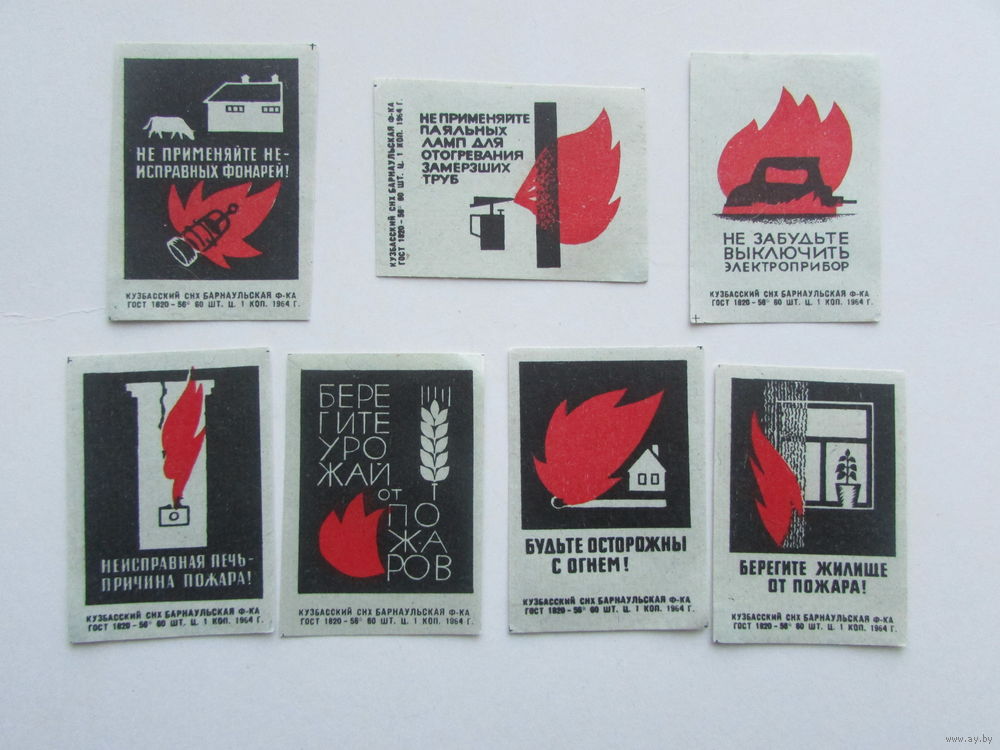 НЕ ПРИМЕНЯЙТЕ НЕ-
ИСПРАВНЫХ ФОНАРЕЙ!
КУЗБАССКИЙ СНХ БАРНАУЛЬСКАЯ Ф-КА
ГОСТ 1820-56° 60 ШТ. Ц. 1 КОП. 1964 Г.
НЕ ПРИМЕНЯЙТЕ
ПАЯЛЬНЫХ
ЛАМП ДЛЯ
ОТОГРЕВАНИЯ
ЗАМЕРЗШИХ
ТРУБ
КУЗБАССКИЙ СНХ БАРНАУЛЬСКАЯ Ф-КА
ГОСТ 1820-56° 60 ШТ. Ц. 1 КОП. 1964 Г.
НЕ ЗАБУДЬТЕ
ВЫКЛЮЧИТЬ
ЭЛЕКТРОПРИБОР
КУЗБАССКИЙ СНХ БАРНАУЛЬСКАЯ Ф-КА
ГОСТ 1820-56° 60 ШТ. Ц. 1 КОП. 1964 Г.
НЕИСПРАВНАЯ ПЕЧЬ-
ПРИЧИНА ПОЖАРА!
КУЗБАССКИЙ СНХ БАРНАУЛЬСКАЯ Ф-КА
ГОСТ 1820-56° 60 ШТ. Ц. 1 КОП. 1964 Г.
БЕРЕ
ГИТЕ
УРО
ЖАЙ
ОТ
ПО
ЖА
РОВ
КУЗБАССКИЙ СНХ БАРНАУЛЬСКАЯ Ф-КА
ГОСТ 1820-56° 60 ШТ. Ц. 1 КОП. 1964 Г.
БУДЬТЕ ОСТОРОЖНЫ
С ОГНЕМ!
КУЗБАССКИЙ СНХ БАРНАУЛЬСКАЯ Ф-КА
ГОСТ 1820-56° 60 ШТ. Ц. 1 КОП. 1964 Г.
БЕРЕГИТЕ ЖИЛИЩЕ
ОТ ПОЖАРА!
КУЗБАССКИЙ СНХ БАРНАУЛЬСКАЯ Ф-КА
ГОСТ 1820-56° 60 ШТ. Ц. 1 КОП. 1964 Г.
www.ay.by